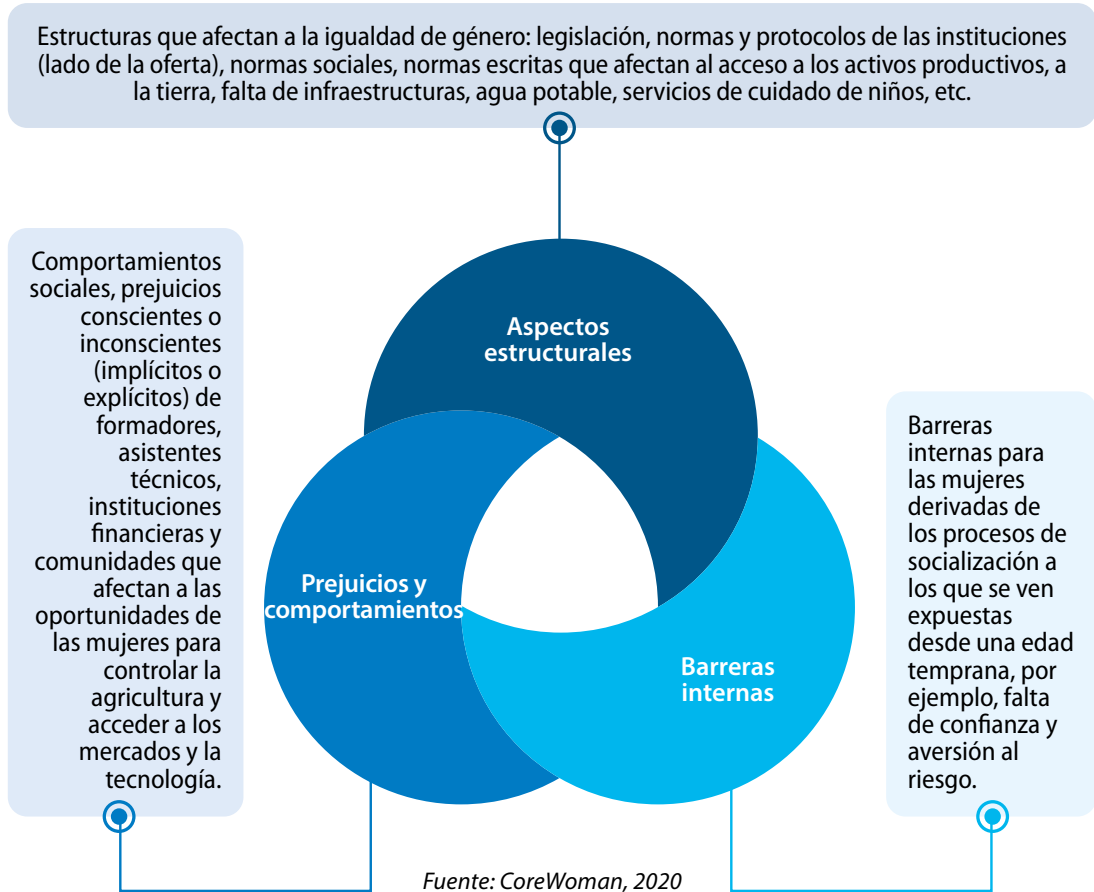 Estructuras que afectan a la igualdad de género: legislación, normas y protocolos de las instituciones
(lado de la oferta), normas sociales, normas escritas que afectan al acceso a los activos productivos, a
la tierra, falta de infraestructuras, agua potable, servicios de cuidado de niños, etc.
Comportamientos
sociales, prejuicios
conscientes o
inconscientes
(implícitos o
explícitos) de
formadores,
asistentes
técnicos,
instituciones
financieras y
comunidades que
afectan a las
oportunidades de
las mujeres para
controlar la
agricultura y
acceder a los
mercados y la
tecnología.
Aspectos
estructurales
Prejuicios y
comportamientos
Barreras
internas
Barreras
internas para
las mujeres
derivadas de
los procesos de
socialización a
los que se ven
expuestas
desde una edad
temprana, por
ejemplo, falta
de confianza y
aversión al
riesgo.
Fuente: CoreWoman, 2020